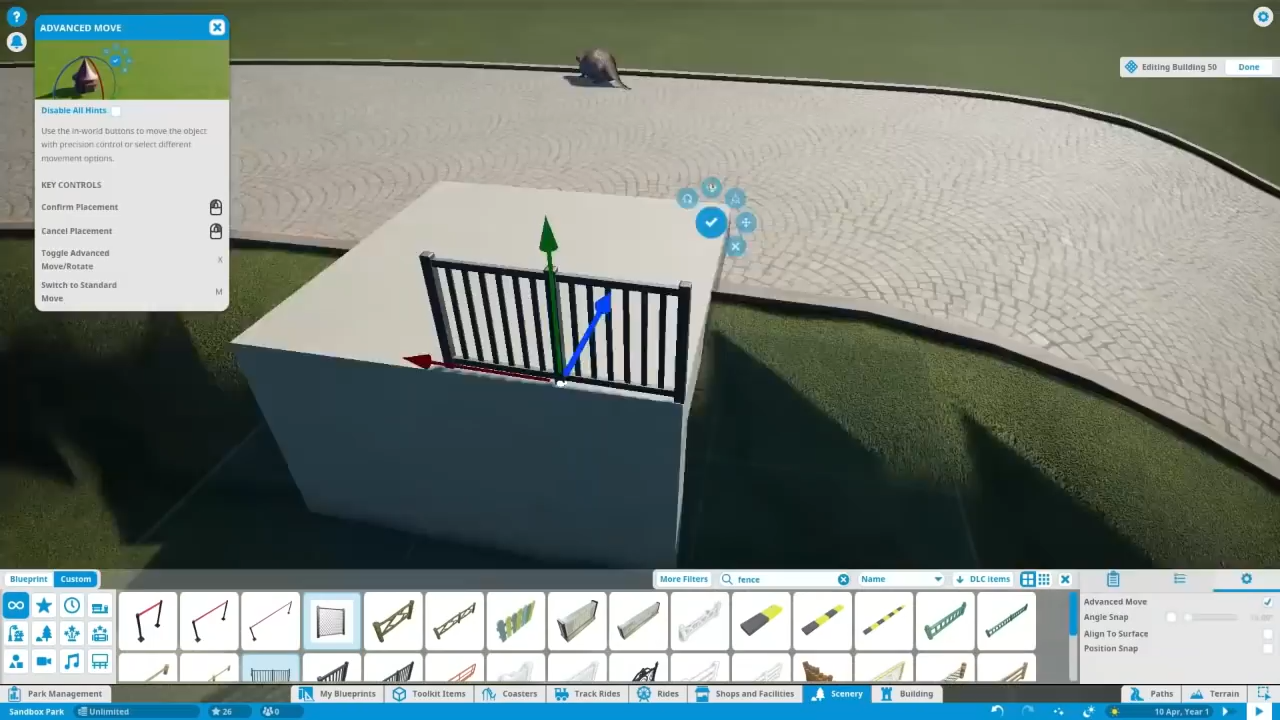 ?
ADVANCED MOVE
Disable All Hints
Use the in-world buttons to move the object
with precision control or select different
movement options.
KEY CONTROLS
Confirm Placement
Cancel Placement
Toggle Advanced
Move/Rotate
X
Switch to Standard
Move
M
Editing Building 50
Done
Blueprint
Custom
More Filters
fence
Name
DLC items
Advanced Move
Angle Snap
Align To Surface
Position Snap
Park Management
My Blueprints
Toolkit Items
Coasters
Track Rides
Rides
Shops and Facilities
Scenery
Building
Paths
Terrain
Sandbox Park
Unlimited
26
0
10 Apr, Year 1